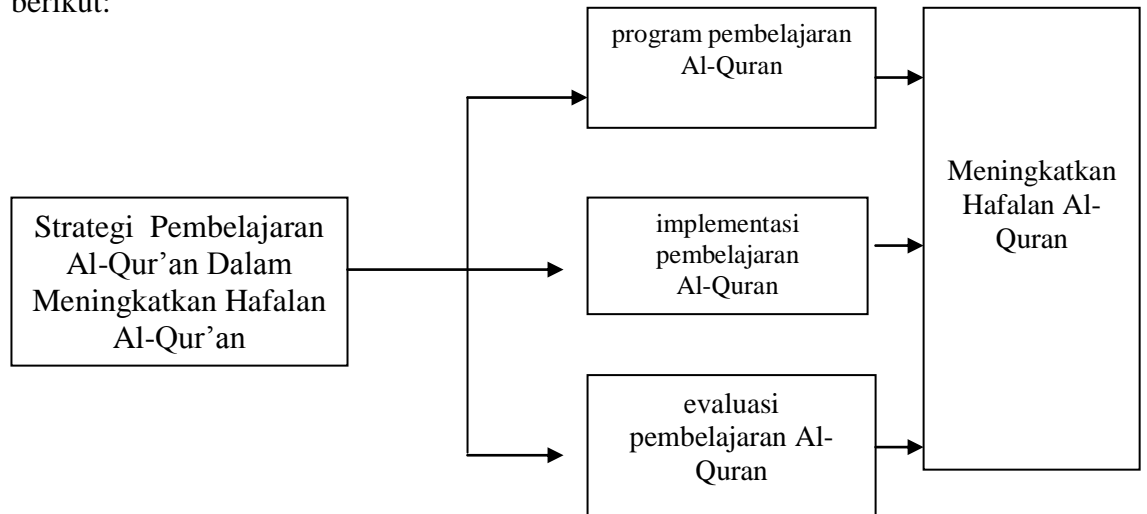 berikut:
program pembelajaran
Al-Quran
Strategi Pembelajaran
Al-Qur’an Dalam
Meningkatkan Hafalan
Al-Qur’an
implementasi
pembelajaran
Al-Quran
evaluasi
pembelajaran Al-
Quran
Meningkatkan
Hafalan Al-
Quran